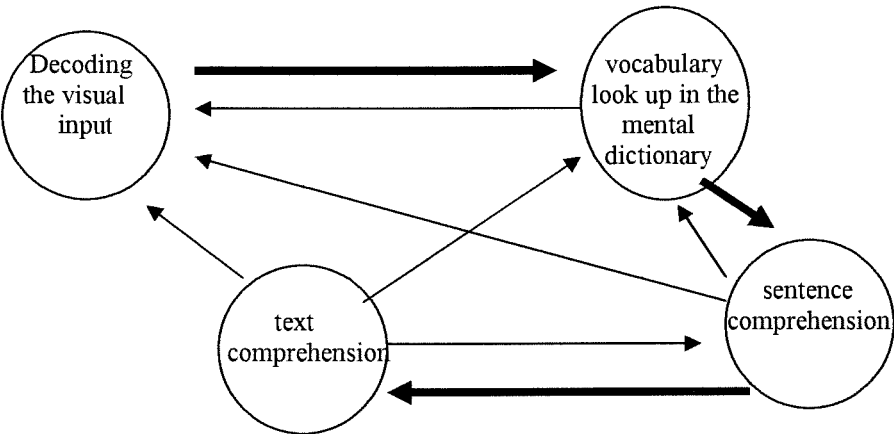 Decoding
the visual
input
vocabulary
look up in the
mental
dictionary
sentence
comprehension
text
comprehension